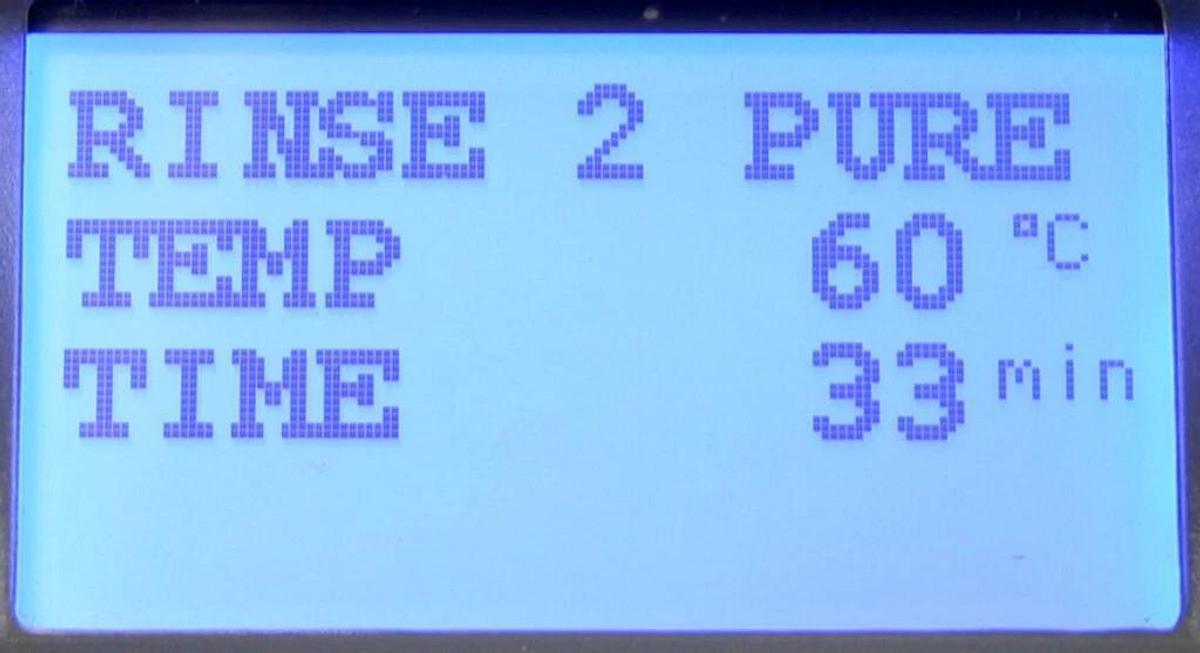 RINSE 2 PURE
TEMP 60 °C
TIME 33 min